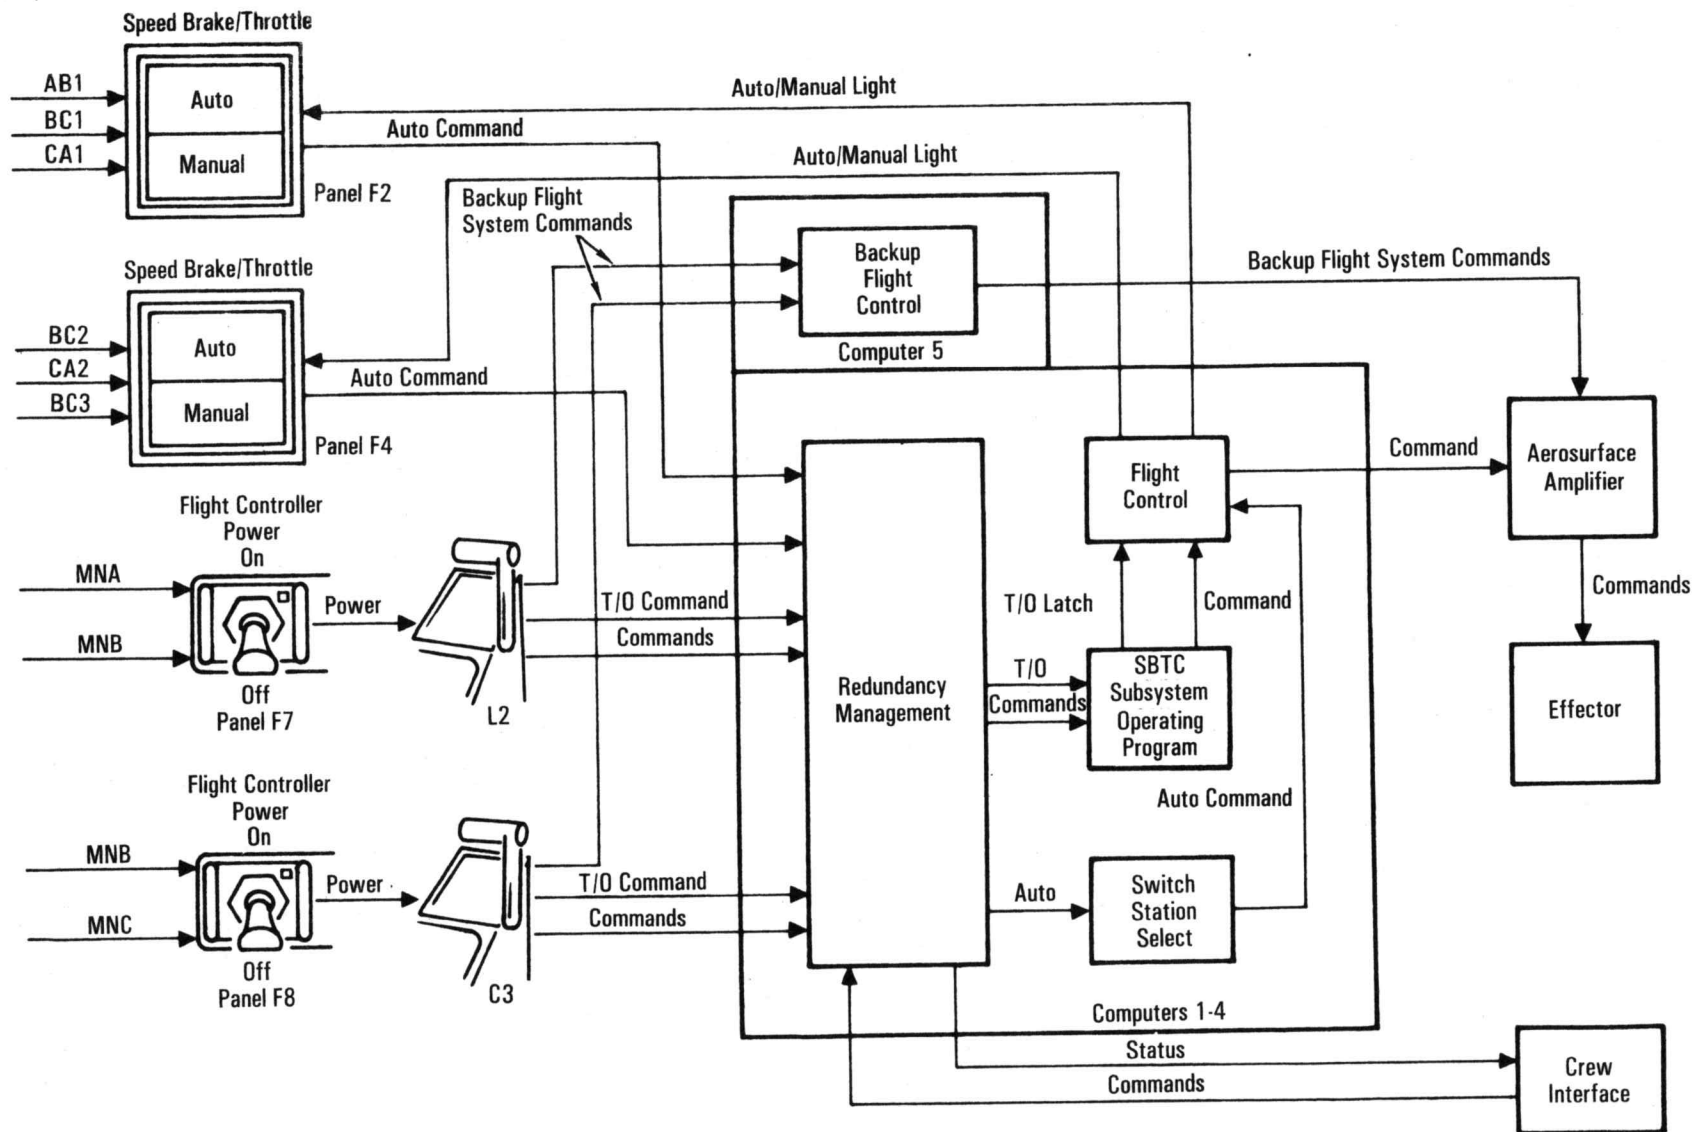 Speed Brake/Throttle
AB1
BC1
CA1
Auto
Manual
Panel F2
Auto/Manual Light
Auto Command
Auto/Manual Light
Backup Flight
System Commands
Speed Brake/Throttle
BC2
CA2
BC3
Auto
Manual
Panel F4
Auto Command
Backup
Flight
Control
Computer 5
Backup Flight System Commands
Flight
Control
Command
Aerosurface
Amplifier
Commands
Effector
Flight Controller
Power
On
MNA
MNB
Off
Panel F7
Power
L2
T/O Command
Commands
Redundancy
Management
T/O Latch
Command
T/O
Commands
SBTC
Subsystem
Operating
Program
Auto Command
Flight Controller
Power
On
MNB
MNC
Off
Panel F8
Power
C3
T/O Command
Commands
Auto
Switch
Station
Select
Computers 1-4
Status
Commands
Crew
Interface